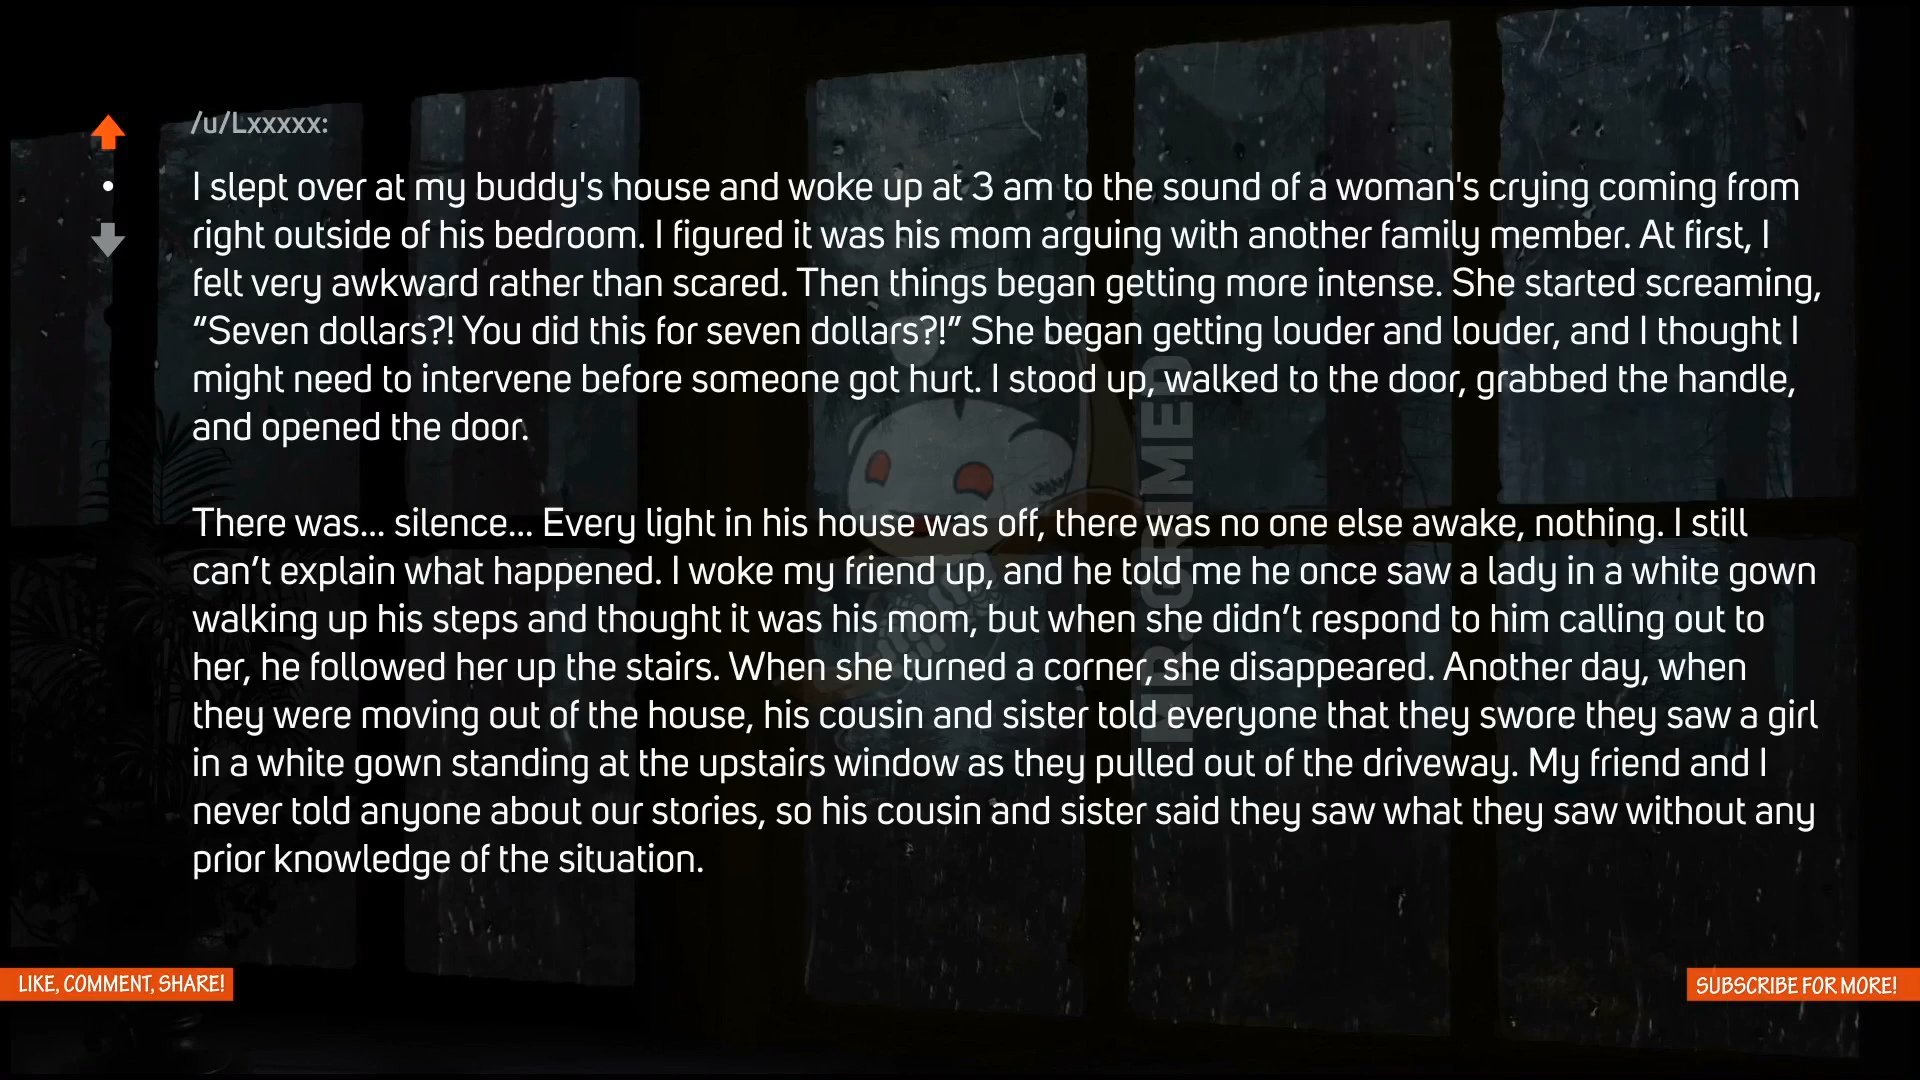 /u/Lxxxxx:
I slept over at my buddy's house and woke up at 3 am to the sound of a woman's crying coming from
right outside of his bedroom. I figured it was his mom arguing with another family member. At first, I
felt very awkward rather than scared. Then things began getting more intense. She started screaming,
“Seven dollars?! You did this for seven dollars?!” She began getting louder and louder, and I thought I
might need to intervene before someone got hurt. I stood up, walked to the door, grabbed the handle,
and opened the door.
There was... silence... Every light in his house was off, there was no one else awake, nothing. I still
can’t explain what happened. I woke my friend up, and he told me he once saw a lady in a white gown
walking up his steps and thought it was his mom, but when she didn’t respond to him calling out to
her, he followed her up the stairs. When she turned a corner, she disappeared. Another day, when
they were moving out of the house, his cousin and sister told everyone that they swore they saw a girl
in a white gown standing at the upstairs window as they pulled out of the driveway. My friend and I
never told anyone about our stories, so his cousin and sister said they saw what they saw without any
prior knowledge of the situation.
MR.GRIMED
LIKE, COMMENT, SHARE!
SUBSCRIBE FOR MORE!